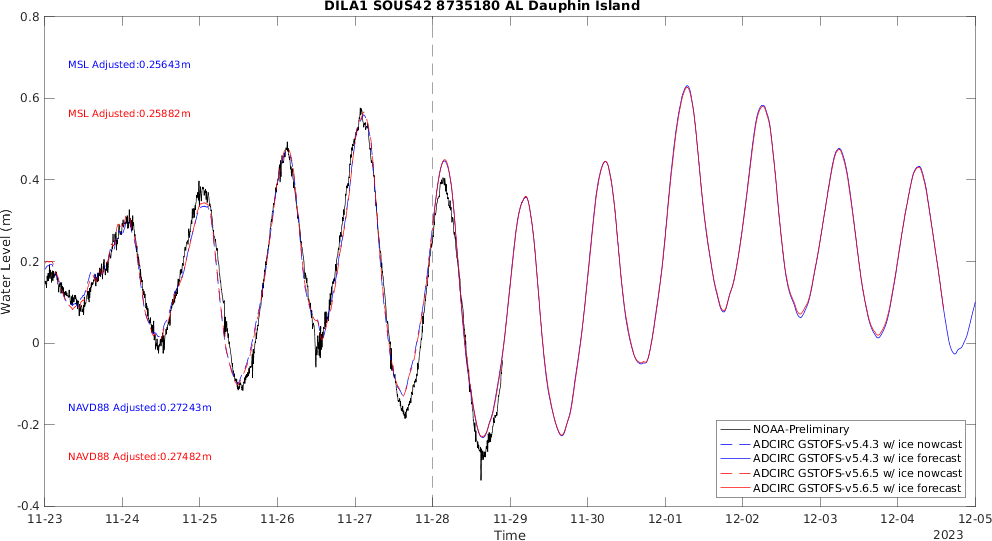 DILA1 SOUS42 8735180 AL Dauphin Island
0.8
0.6
0.4
0.2
0
-0.2
-0.4
Water Level (m)
MSL Adjusted:0.25643m
MSL Adjusted:0.25882m
NAVD88 Adjusted:0.27243m
NAVD88 Adjusted:0.27482m
NOAA-Preliminary
ADCIRC GSTOFS-v5.4.3 w/ ice nowcast
ADCIRC GSTOFS-v5.4.3 w/ ice forecast
ADCIRC GSTOFS-v5.6.5 w/ ice nowcast
ADCIRC GSTOFS-v5.6.5 w/ ice forecast
11-23 11-24 11-25 11-26 11-27 11-28 11-29 11-30 12-01 12-02 12-03 12-04 12-05
Time
2023